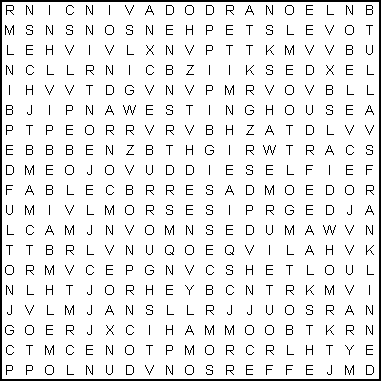 R N I C N I V A D O D R A N O E L N B
M S N S N O S N E H P E T S L E V O T
L E H V I V L X N V P T T K M V V B U
N C L L R N I C B Z I I K S E D X E L
I H V V T D G V N V P M R V O V B L L
B J I P N A W E S T I N G H O U S E A
P T P E O R R V R V B H Z A T D L V V
E B B B E N Z B T H G I R W T R A C S
D M E O J O V U D D I E S E L F I E F
F A B L E C B R R E S A D M O E D O R
U M I V L M O R S E S I P R G E D J A
L C A M J N V O M N S E D U M A W V N
T T B R L V N U Q O E Q V I L A H V K
O R M V C E P G N V C S H E T L O U L
N L H T J O R H E Y B C N T R K M V I
J V L M J A N S L L R J J U O S R A N
G O E R J X C I H A M M O O B T K R N
C T M C E N O T P M O R C R L H T Y E
P P O L N U D V N O S R E F F E J M D